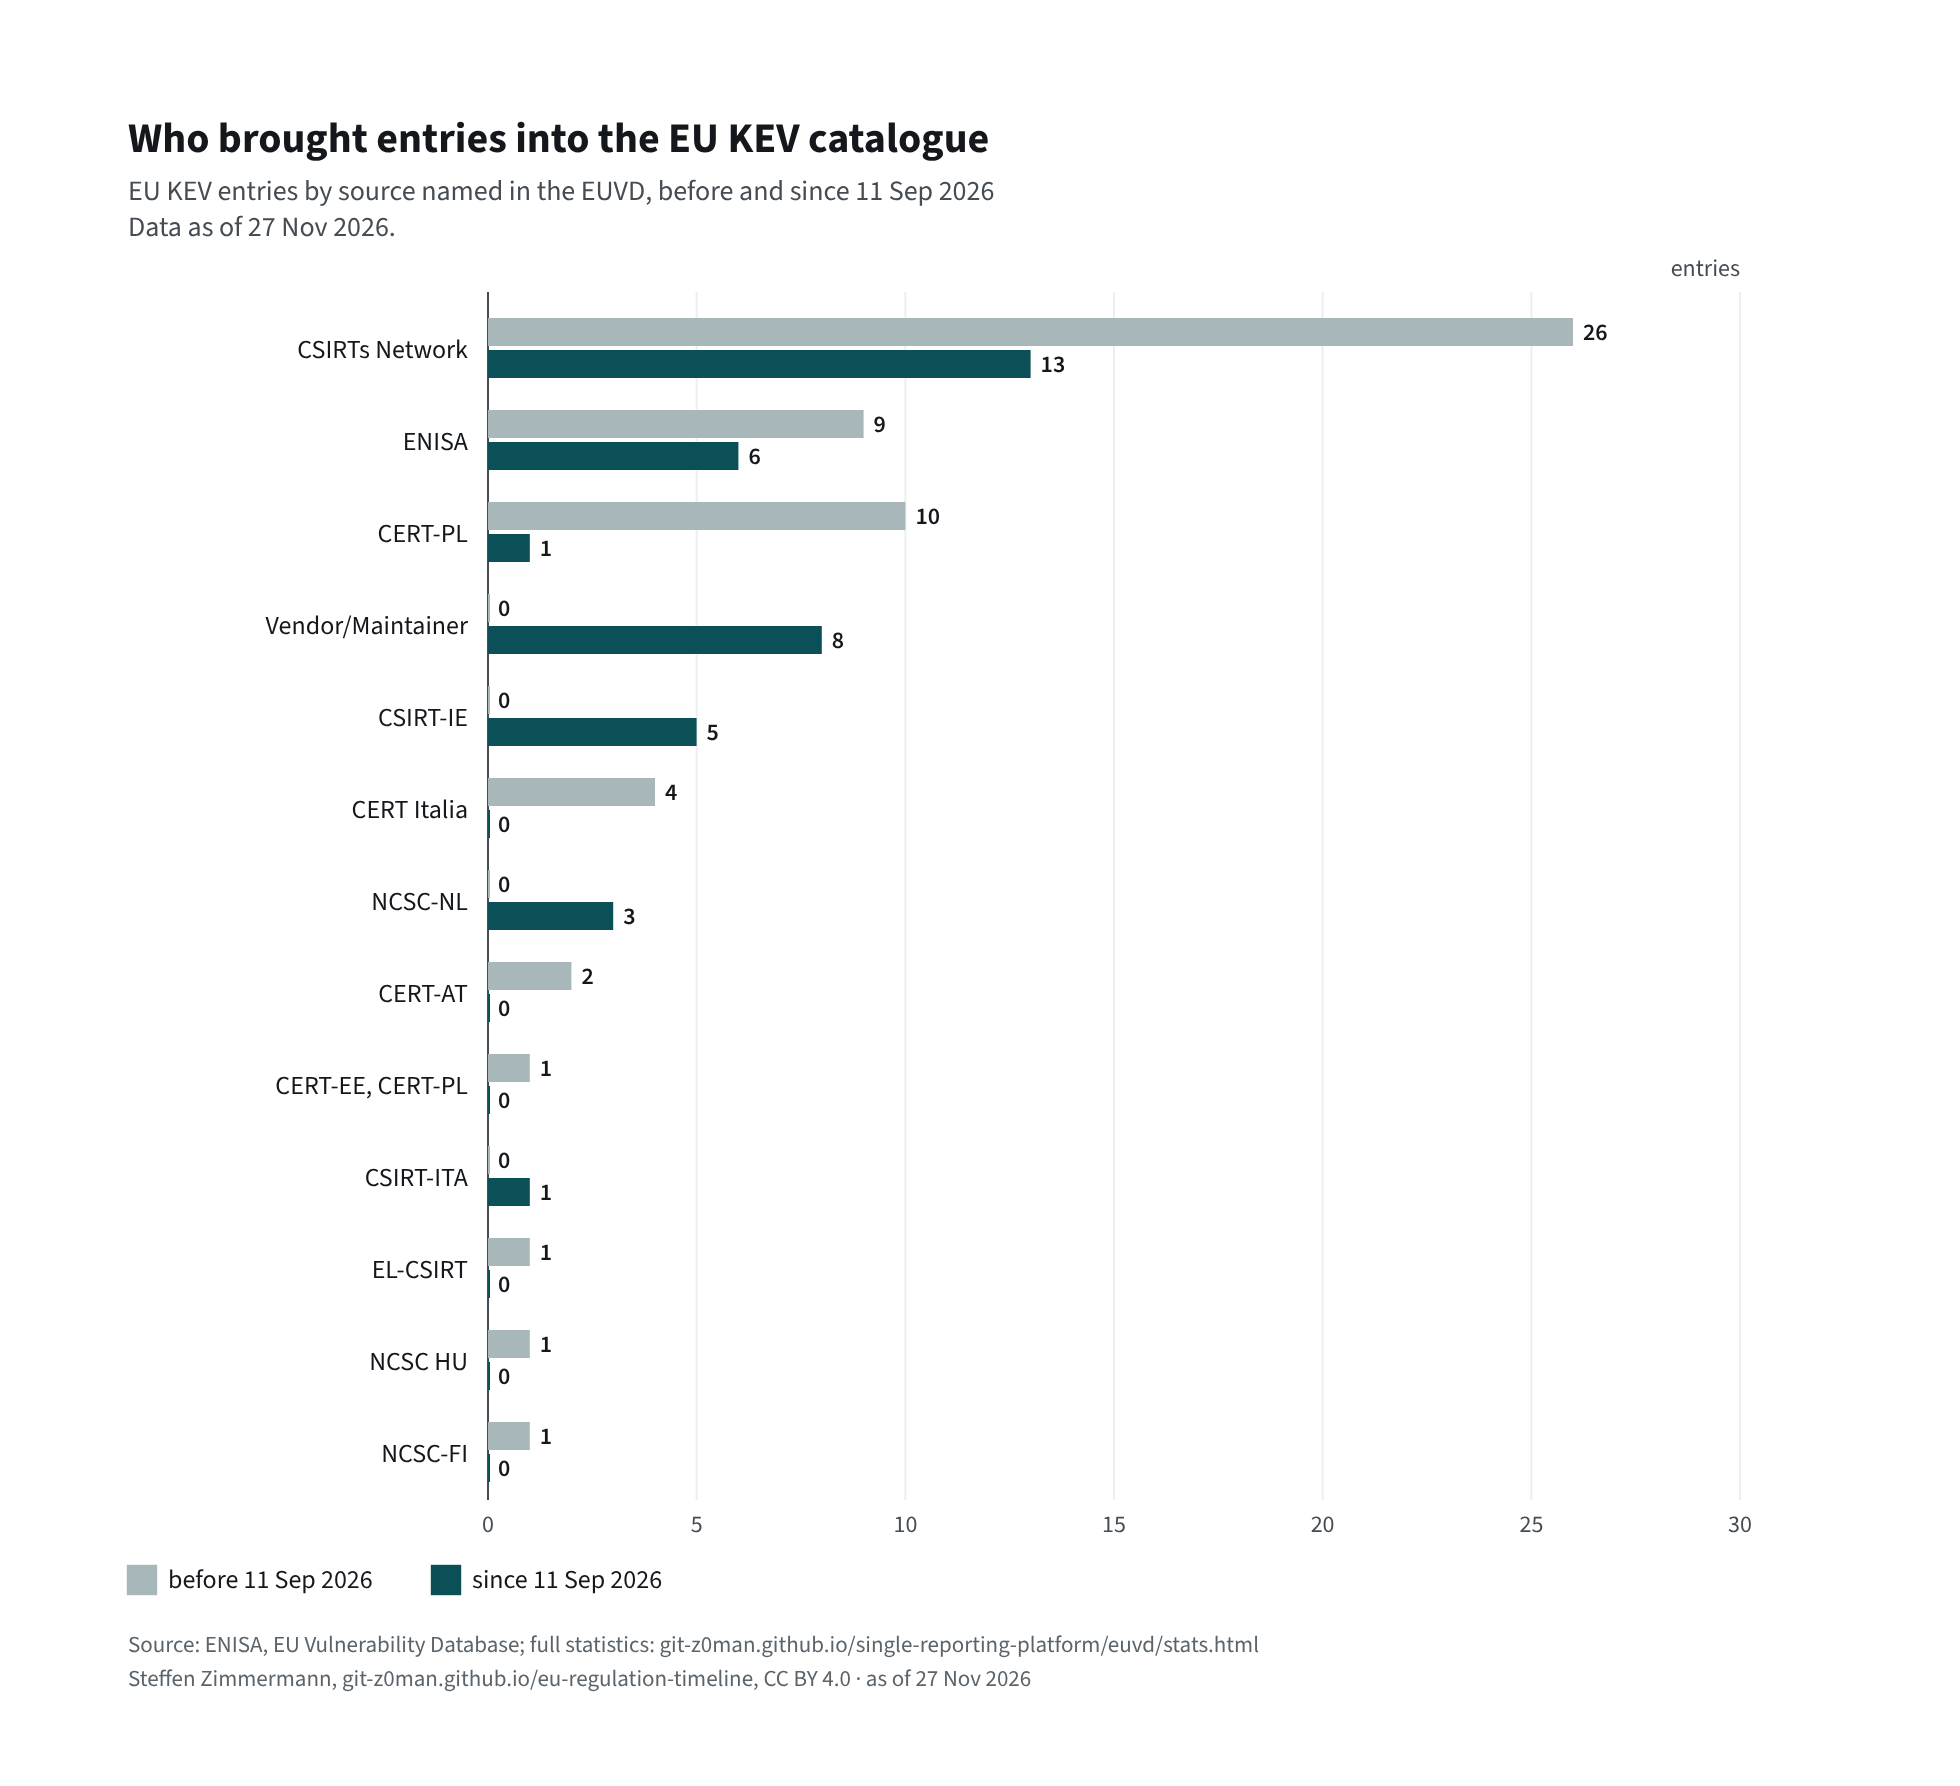 Who brought entries into the EU KEV catalogue
EU KEV entries by source named in the EUVD, before and since 11 Sep 2026
Data as of 27 Nov 2026.
entries
CSIRTs Network
26
13
ENISA
9
6
CERT-PL
10
1
Vendor/Maintainer
0
8
CSIRT-IE
0
5
CERT Italia
4
0
NCSC-NL
0
3
CERT-AT
2
0
CERT-EE, CERT-PL
1
0
CSIRT-ITA
0
1
EL-CSIRT
1
0
NCSC HU
1
0
NCSC-FI
1
0
0 5 10 15 20 25 30
before 11 Sep 2026 since 11 Sep 2026
Source: ENISA, EU Vulnerability Database; full statistics: git-z0man.github.io/single-reporting-platform/euvd/stats.html
Steffen Zimmermann, git-z0man.github.io/eu-regulation-timeline, CC BY 4.0 · as of 27 Nov 2026